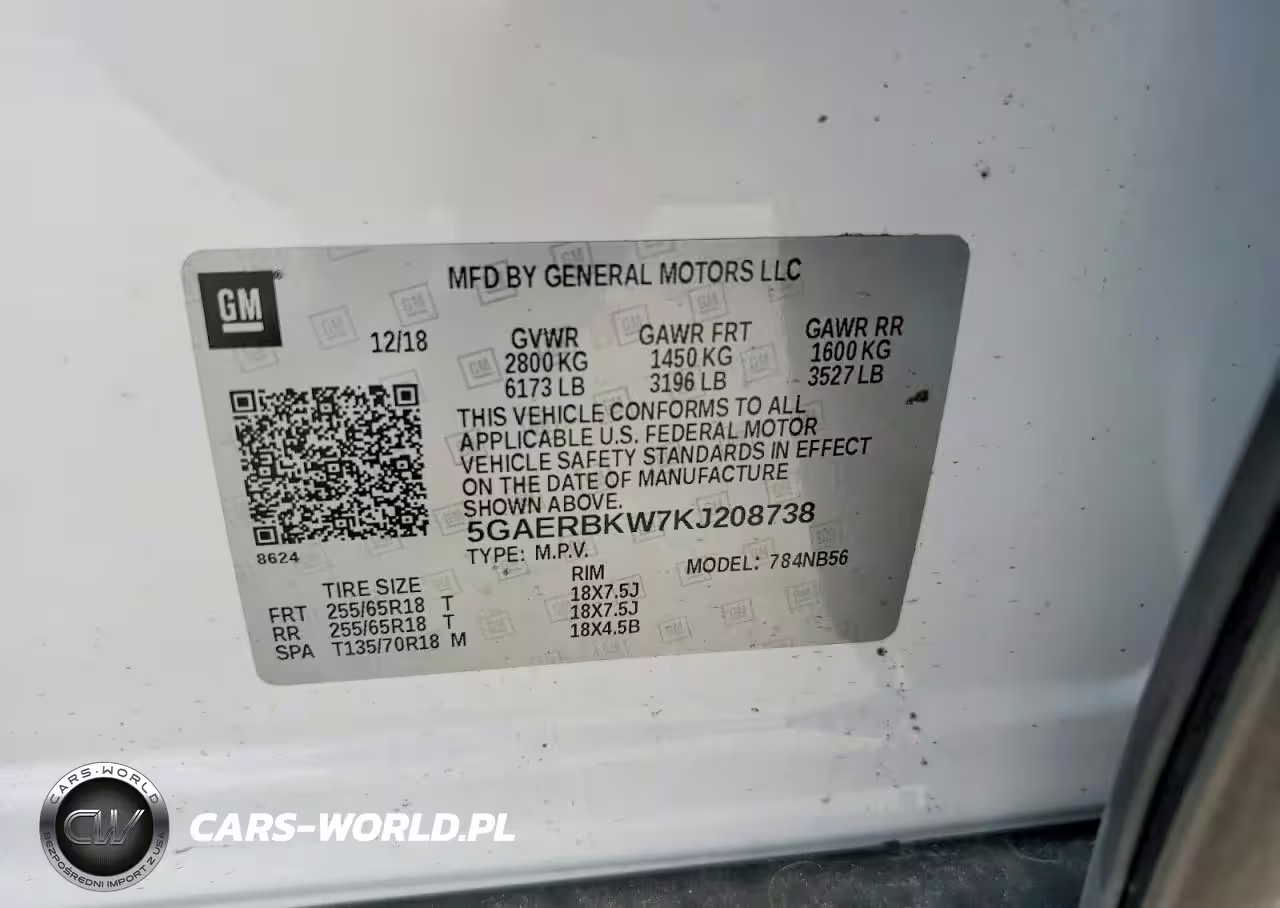 GM
MFD BY GENERAL MOTORS LLC
12/18 GVWR GAWR FRT GAWR RR
2800 KG 1450 KG 1600 KG
6173 LB 3196 LB 3527 LB
THIS VEHICLE CONFORMS TO ALL
APPLICABLE U.S. FEDERAL MOTOR
VEHICLE SAFETY STANDARDS IN EFFECT
ON THE DATE OF MANUFACTURE
SHOWN ABOVE.
5GAERBKW7KJ208738
8624
TYPE: M.P.V. MODEL: 784NB56
TIRE SIZE RIM
FRT 255/65R18 T 18X7.5J
RR 255/65R18 T 18X7.5J
SPA T135/70R18 M 18X4.5B
CARS-WORLD
CW
BEZPOŚREDNI IMPORT Z USA
CARS-WORLD.PL